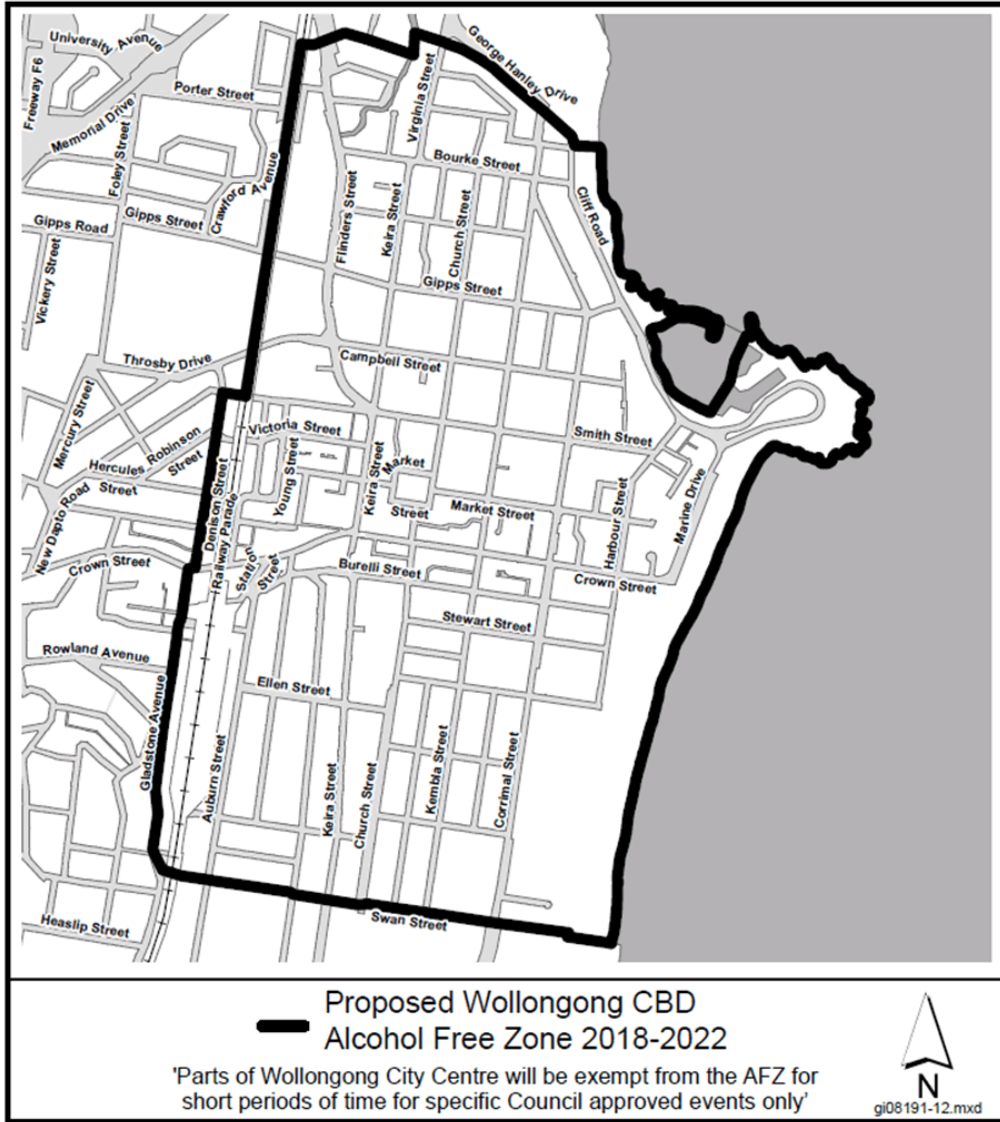 University Avenue
George Hanley Drive
Freeway F6
Porter Street
Virginia Street
Memorial Drive
Foley Street
Bourke Street
Crawford Avenue
Flinders Street
Keira Street
Church Street
Cliff Road
Gipps Street
Gipps Road
Vickery Street
Gipps Street
Throsby Drive
Campbell Street
Mercury Street
Victoria Street
Smith Street
Robinson
Street
Hercules
Street
Young Street
Keira Street
Market
Street
Market Street
Denison Street
Railway Parade
Harbour Street
Marine Drive
New Dapto Road
Crown Street
Station
Street
Burelli Street
Crown Street
Stewart Street
Rowland Avenue
Ellen Street
Gladstone Avenue
Auburn Street
Keira Street
Church Street
Kembla Street
Corrimal Street
Swan Street
Heaslip Street
Proposed Wollongong CBD
Alcohol Free Zone 2018-2022
'Parts of Wollongong City Centre will be exempt from the AFZ for
short periods of time for specific Council approved events only'
N
gi08191-12.mxd